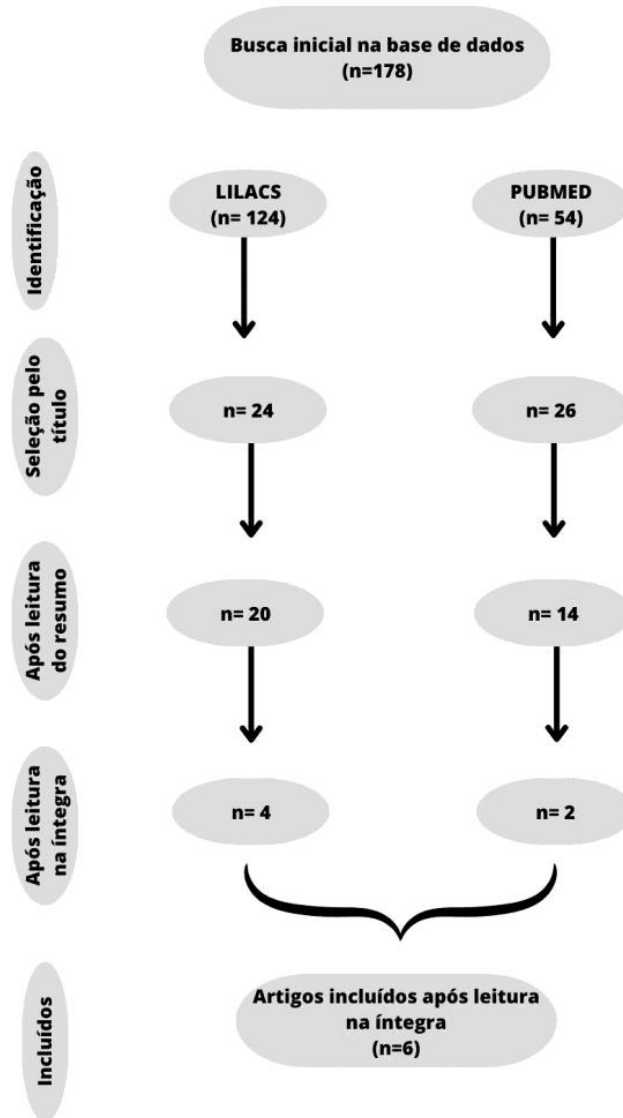 Busca inicial na base de dados
(n=178)
Identificação
LILACS
(n= 124)
PUBMED
(n= 54)
Seleção pelo
título
n= 24
n= 26
Após leitura
do resumo
n= 20
n= 14
Após leitura
na íntegra
n= 4
n= 2
Incluídos
Artigos incluídos após leitura
na íntegra
(n=6)